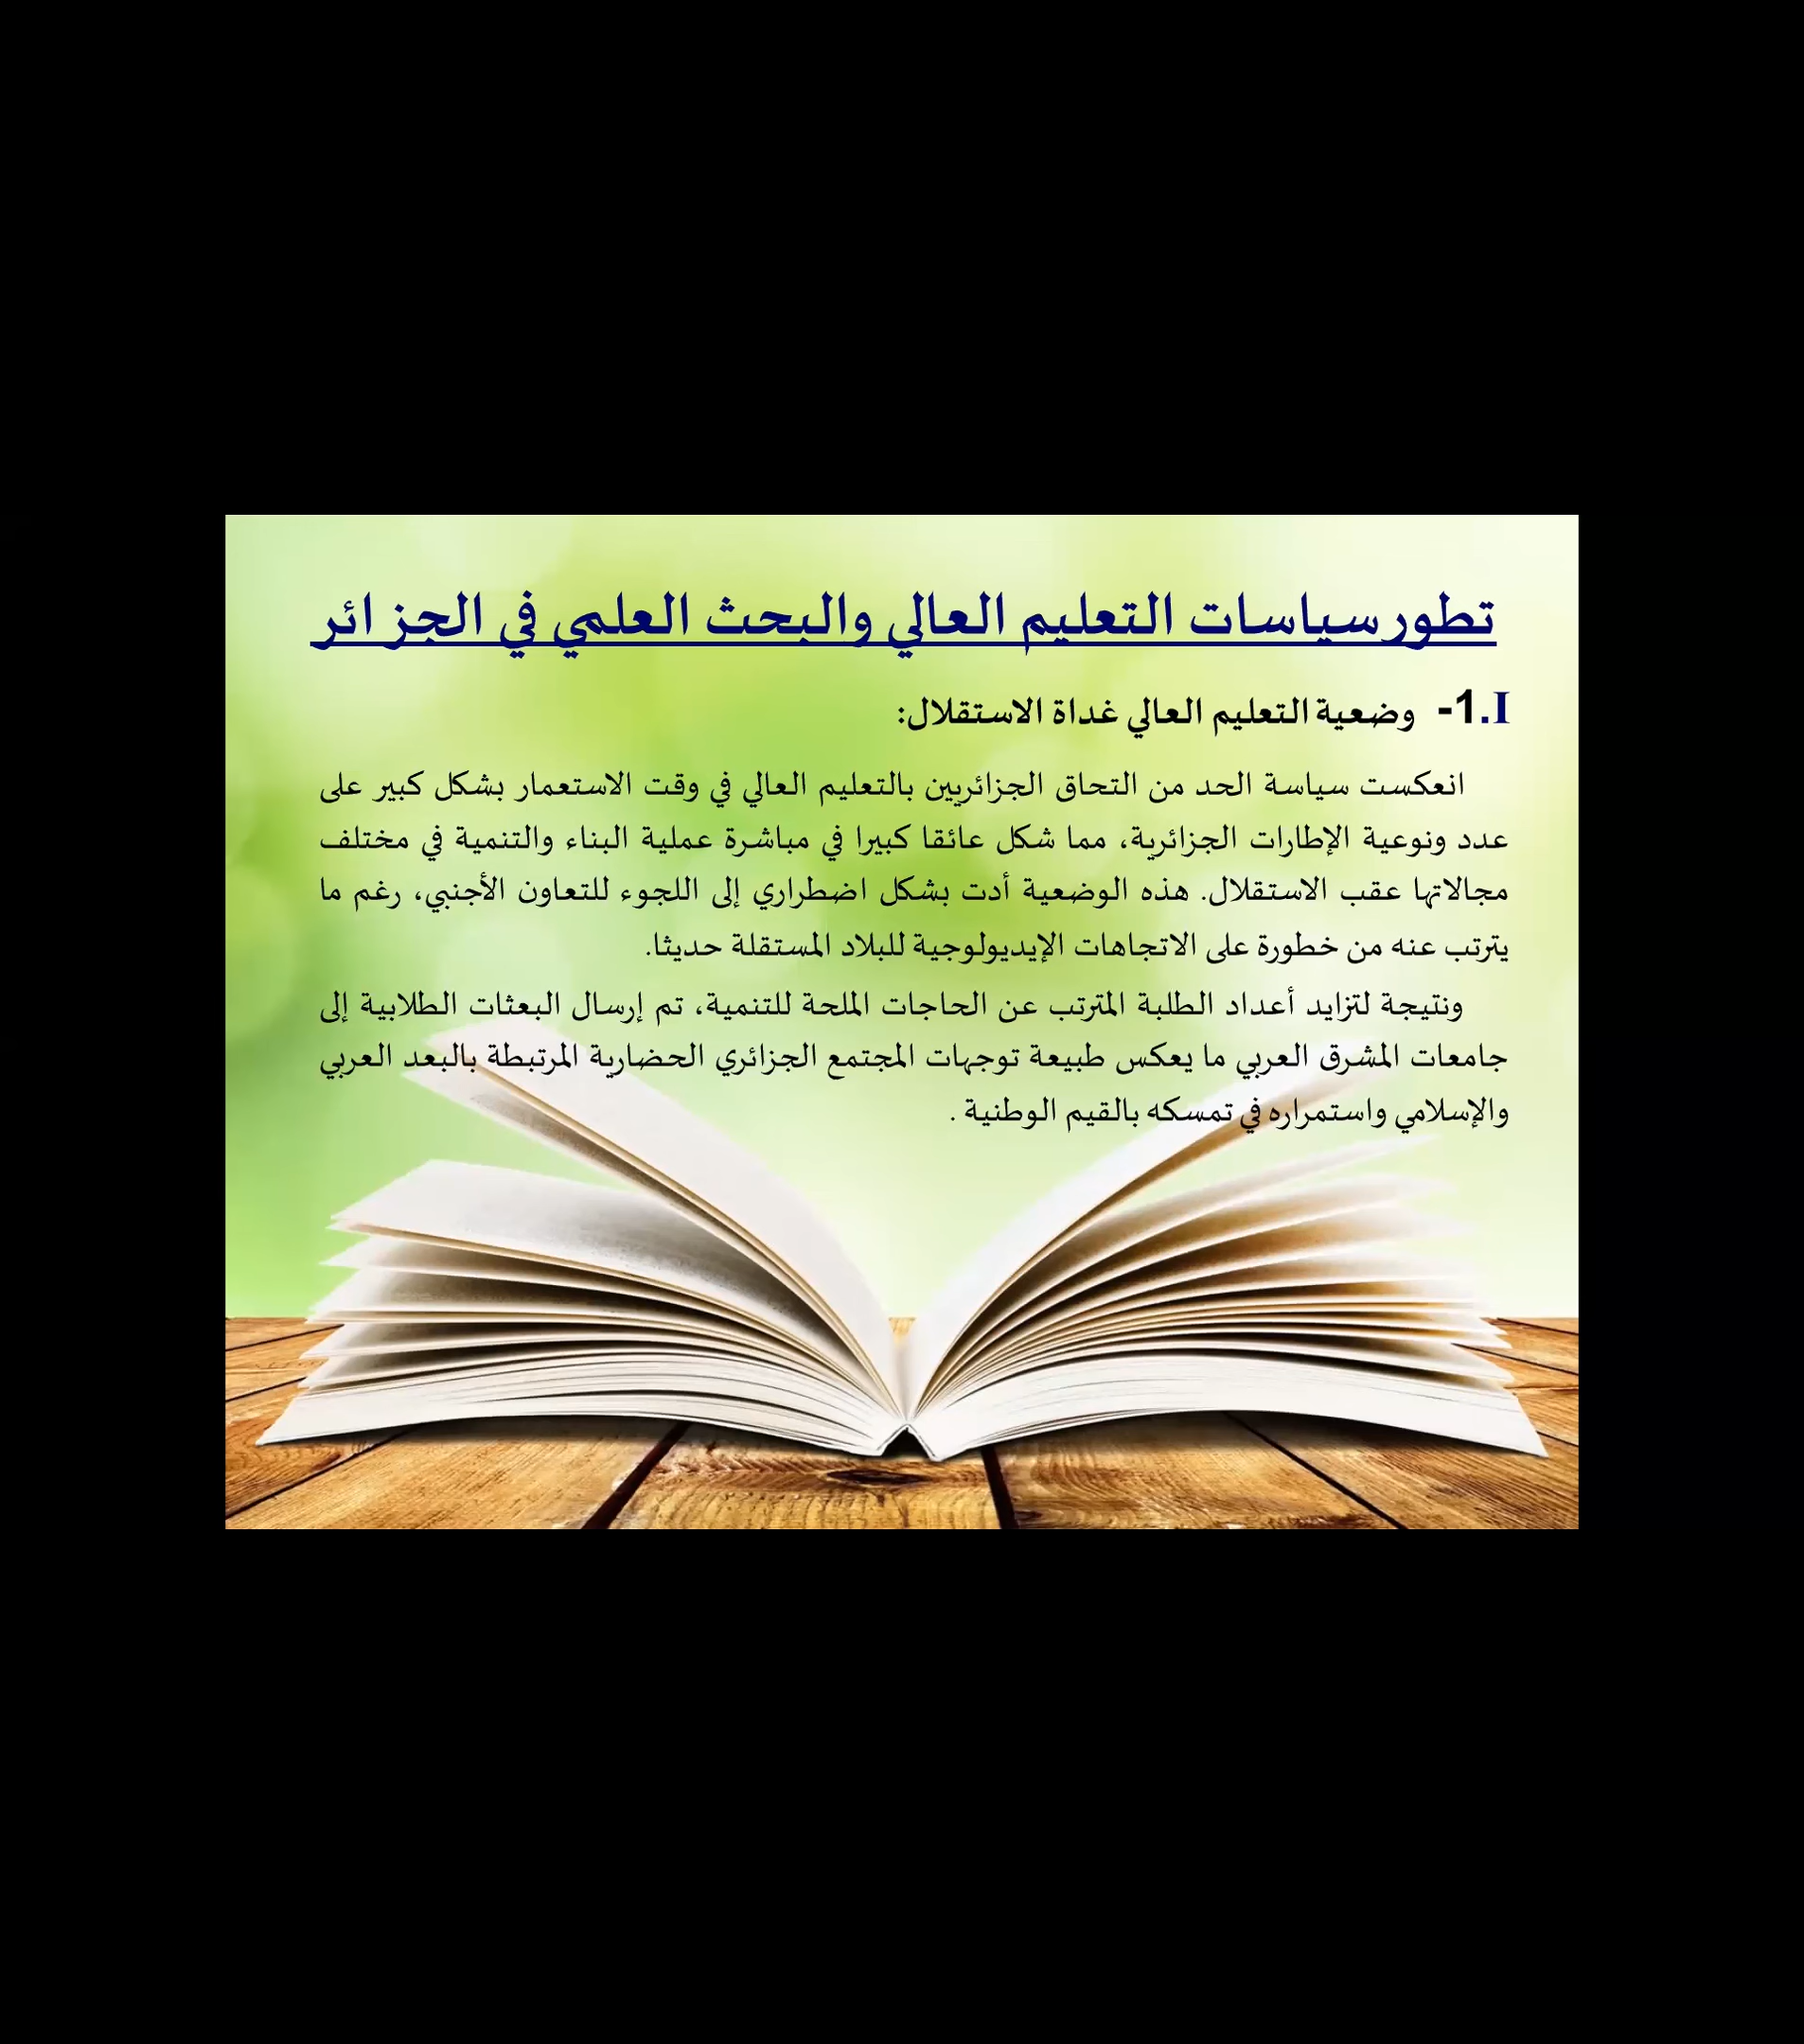 تطور سياسات التعليم العالي والبحث العلمي في الجزائر
I.1- وضعية التعليم العالي غداة الاستقلال:
انعكست سياسة الحد من التحاق الجزائريين بالتعليم العالي في وقت الاستعمار بشكل كبير على
عدد ونوعية الإطارات الجزائرية، مما شكل عائقا كبيرا في مباشرة عملية البناء والتنمية في مختلف
مجالاتها عقب الاستقلال. هذه الوضعية أدت بشكل اضطراري إلى اللجوء للتعاون الأجنبي، رغم ما
يترتب عنه من خطورة على الاتجاهات الإيديولوجية للبلاد المستقلة حديثا.
ونتيجة لتزايد أعداد الطلبة المترتب عن الحاجات الملحة للتنمية، تم إرسال البعثات الطلابية إلى
جامعات المشرق العربي ما يعكس طبيعة توجهات المجتمع الجزائري الحضارية المرتبطة بالبعد العربي
والإسلامي واستمراره في تمسكه بالقيم الوطنية .